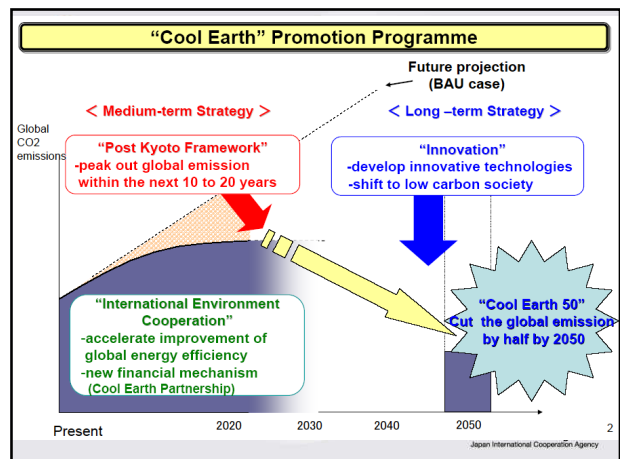 “Cool Earth” Promotion Programme
Future projection
(BAU case)
＜ Medium-term Strategy ＞
＜ Long –term Strategy ＞
Global
CO2
emissions
“Post Kyoto Framework”
-peak out global emission
within the next 10 to 20 years
“Innovation”
-develop innovative technologies
-shift to low carbon society
“International Environment
Cooperation”
-accelerate improvement of
global energy efficiency
-new financial mechanism
(Cool Earth Partnership)
“Cool Earth 50”
Cut the global emission
by half by 2050
Present
2020
2030
2040
2050
2
Japan International Cooperation Agency